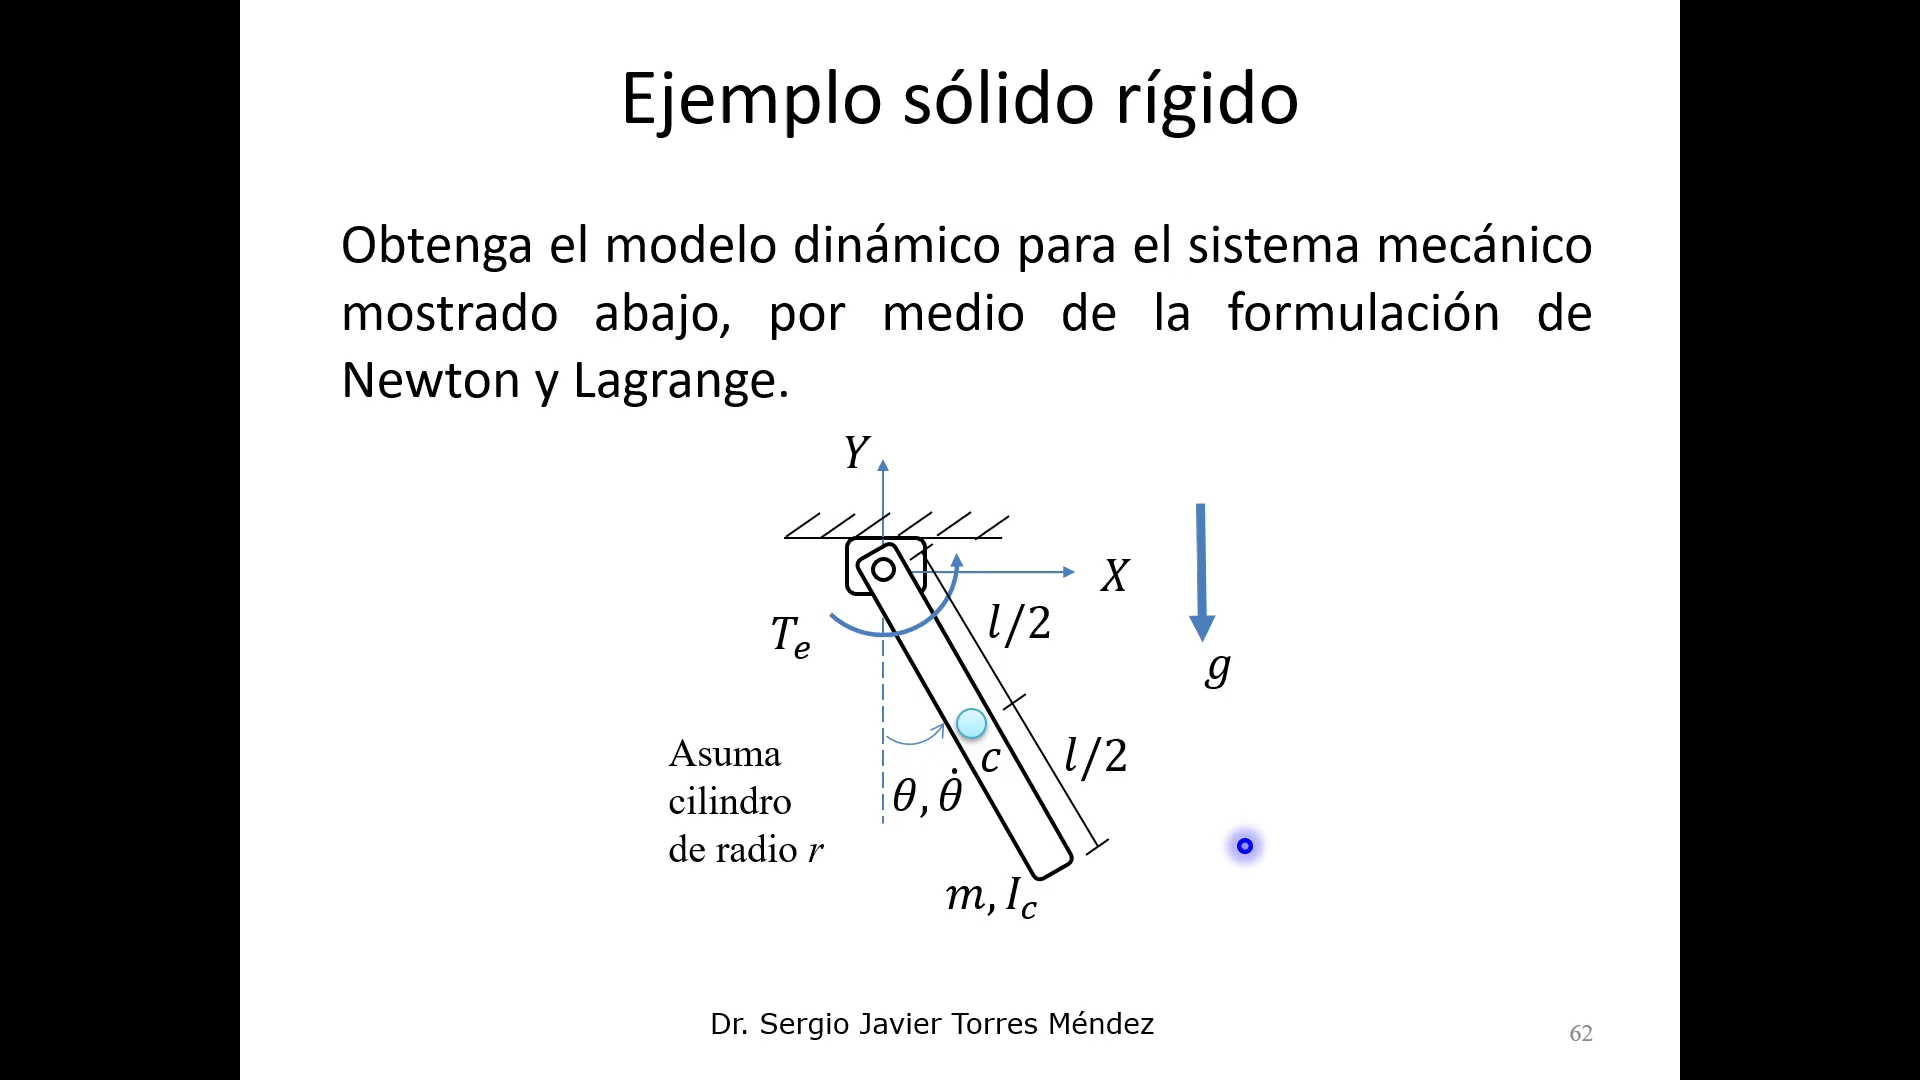 Ejemplo sólido rígido
Obtenga el modelo dinámico para el sistema mecánico
mostrado abajo, por medio de la formulación de
Newton y Lagrange.
Y
X
l/2
T_e
g
c
l/2
θ, θ̇
Asuma
cilindro
de radio r
m, I_c
Dr. Sergio Javier Torres Méndez
62